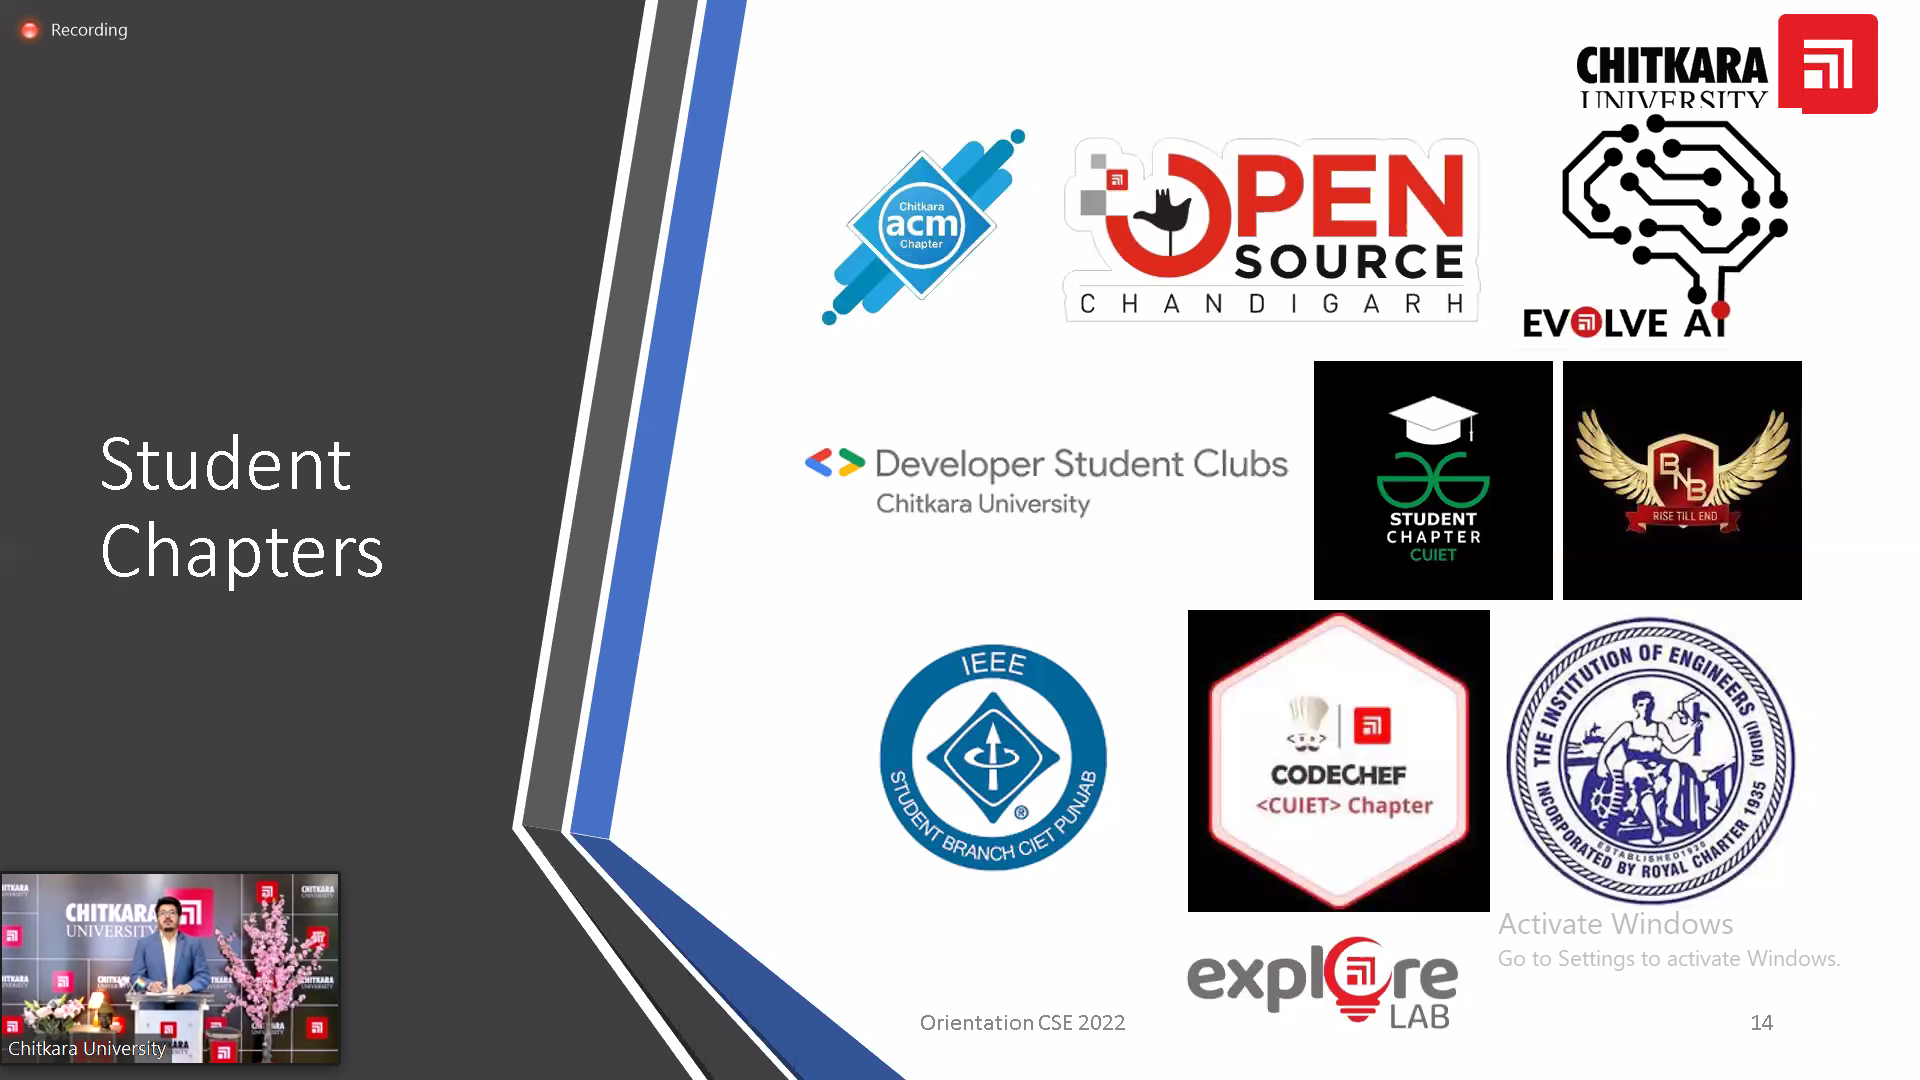 Recording
CHITKARA
UNIVERSITY
Chitkara
acm
Chapter
OPEN
SOURCE
CHANDIGARH
EVOLVE AI
Student
Chapters
Developer Student Clubs
Chitkara University
STUDENT
CHAPTER
CUIET
BNB
RISE TILL END
IEEE
STUDENT BRANCH CIET PUNJAB
®
CODECHEF
<CUIET> Chapter
THE INSTITUTION OF ENGINEERS (INDIA)
ESTABLISHED 1920
INCORPORATED BY ROYAL CHARTER 1935
Activate Windows
Go to Settings to activate Windows.
explore
LAB
Orientation CSE 2022
14
CHITKARA
UNIVERSITY
Chitkara University